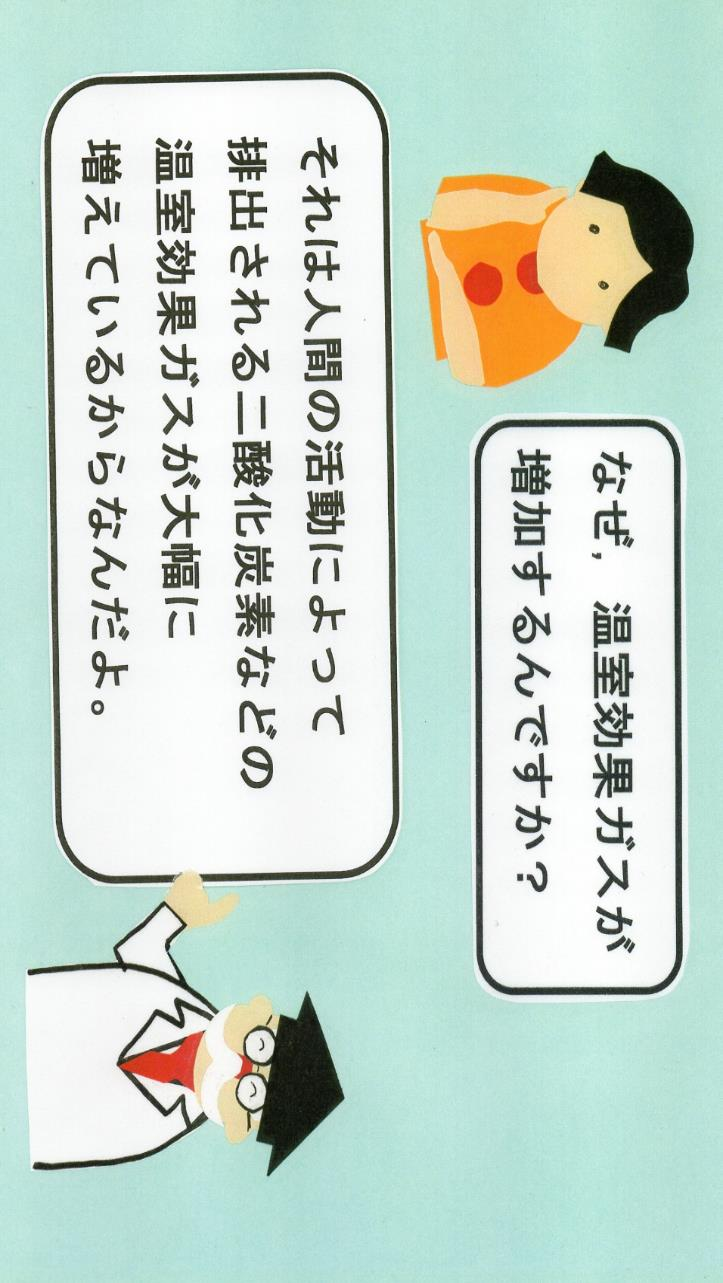 なぜ，温室効果ガスが
増加するんですか？
それは人間の活動によって
排出される二酸化炭素などの
温室効果ガスが大幅に
増えているからなんだよ。